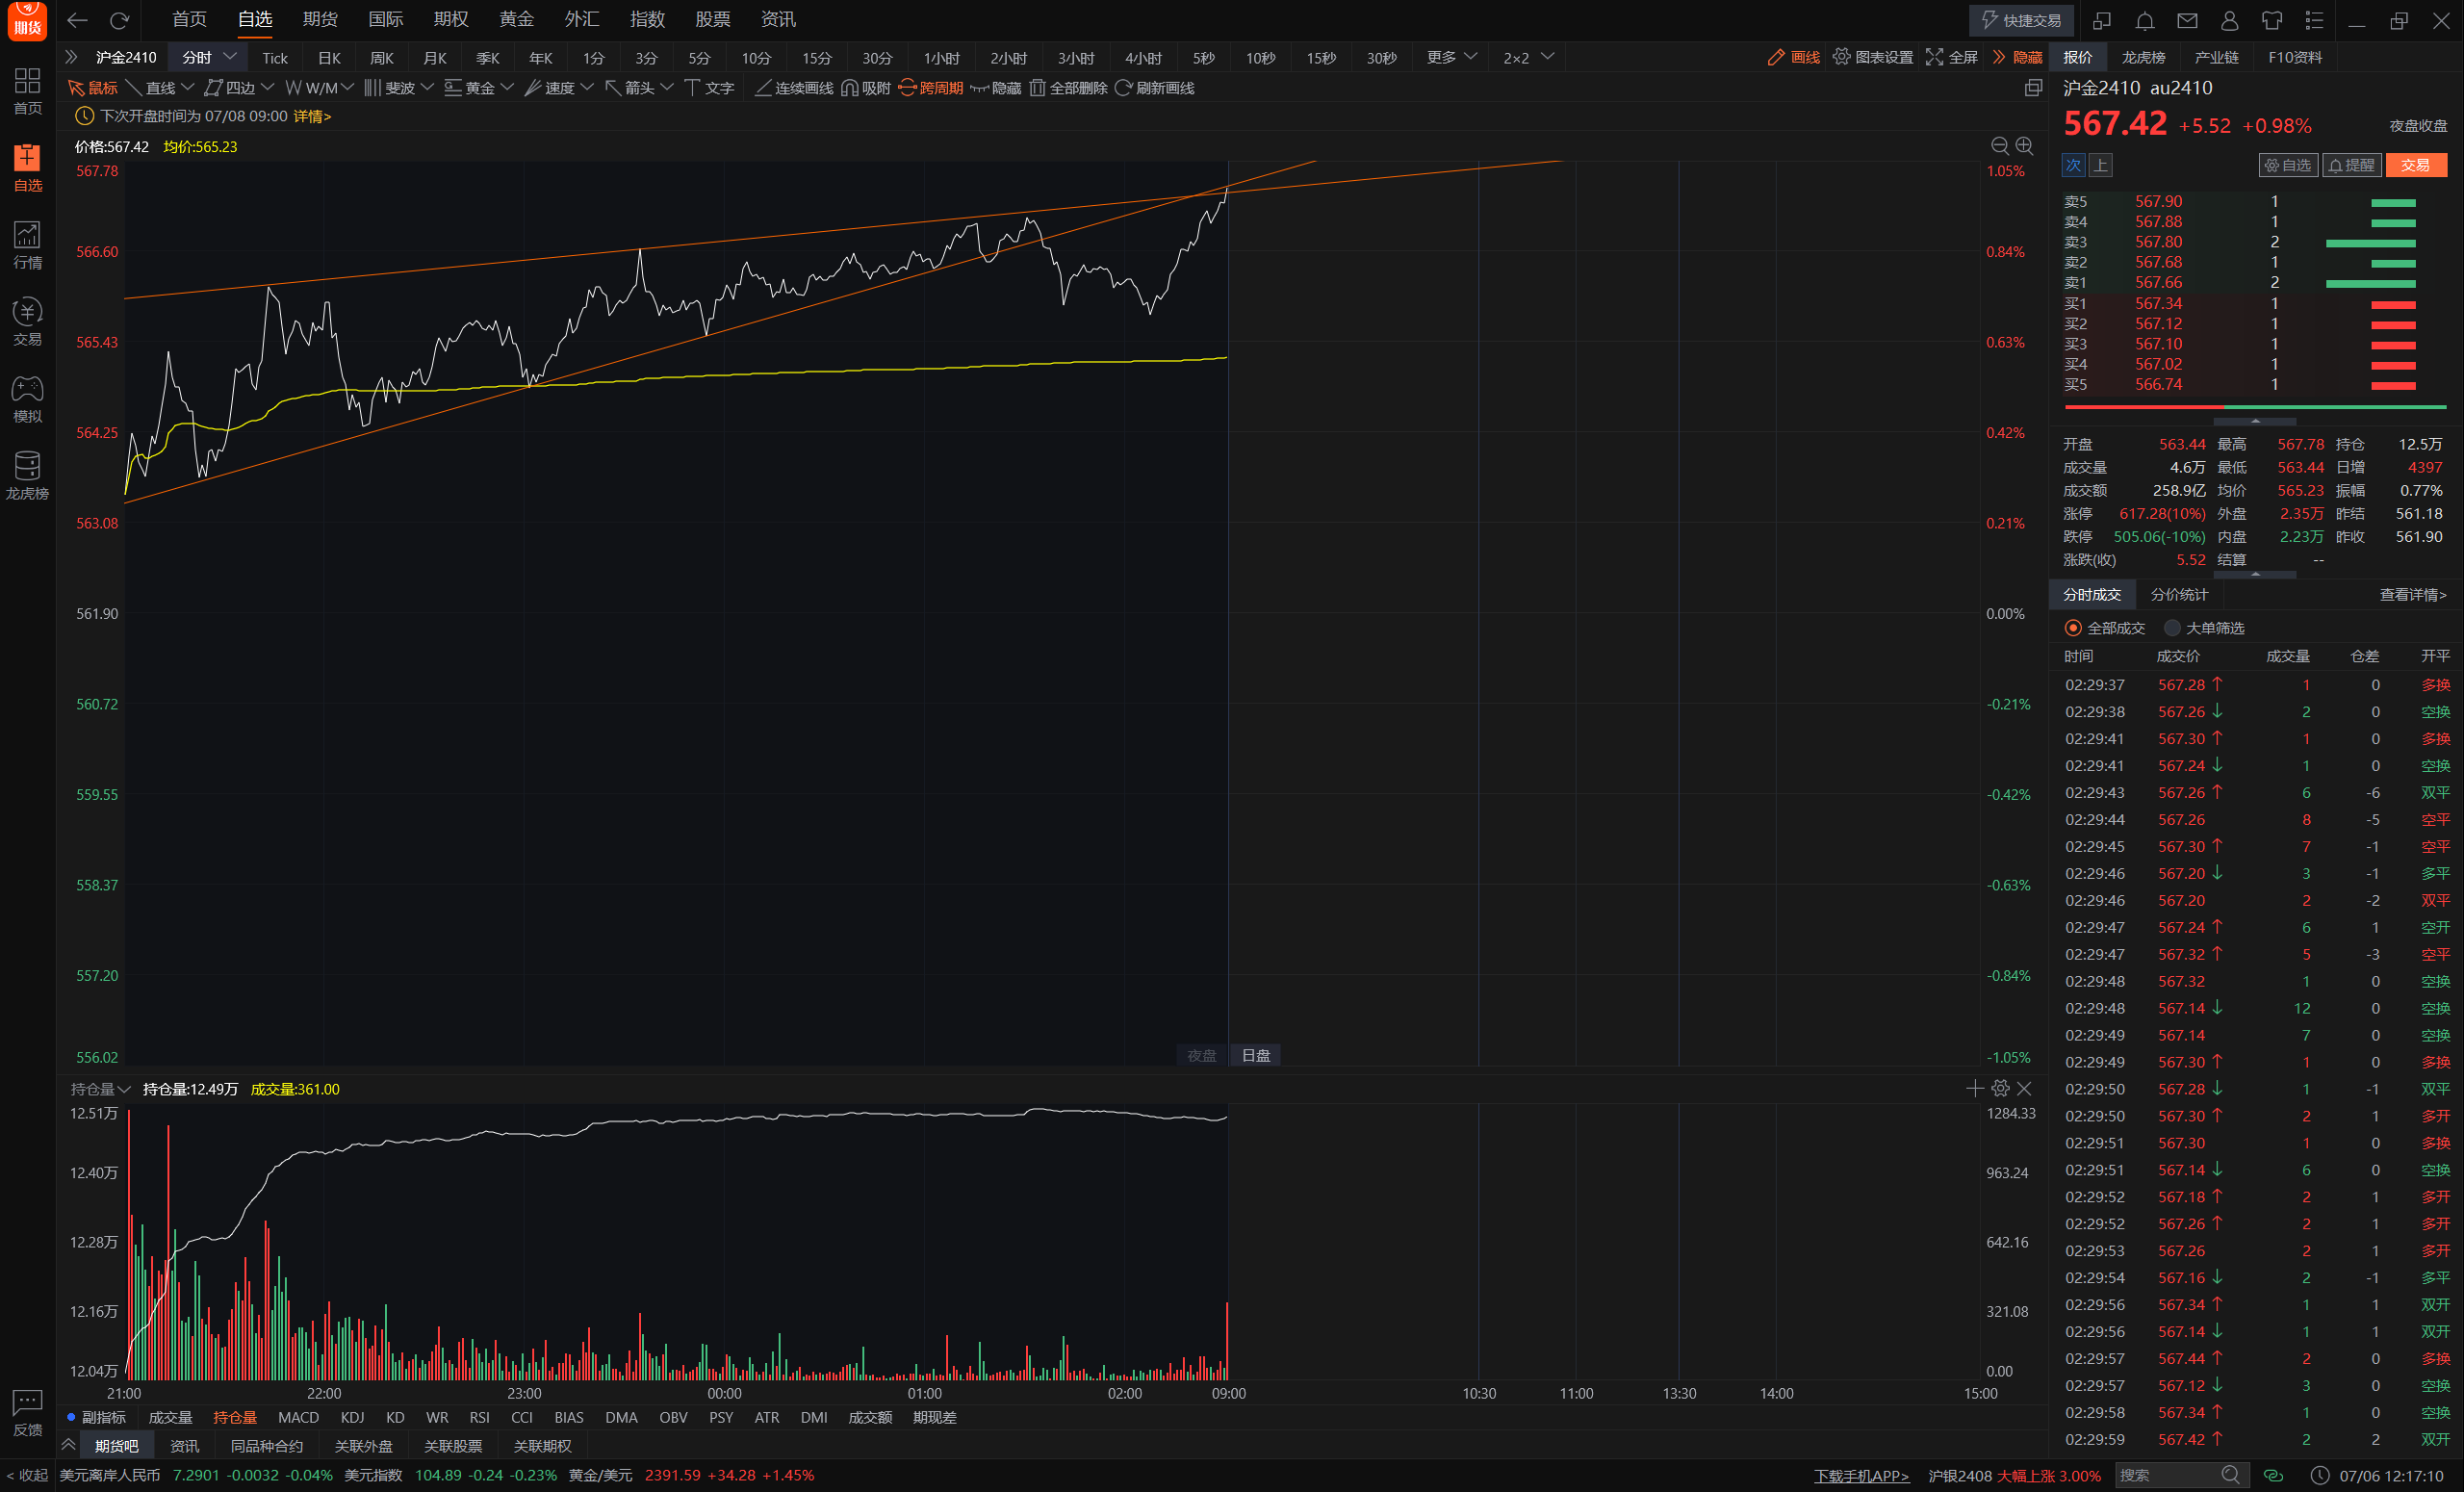 期货
首页 自选 期货 国际 期权 黄金 外汇 指数 股票 资讯
快捷交易
沪金2410 分时 Tick 日K 周K 月K 季K 年K 1分 3分 5分 10分 15分 30分 1小时 2小时 3小时 4小时 5秒 10秒 15秒 30秒 更多 2×2
画线 图表设置 全屏 隐藏
鼠标 直线 四边 W/M 斐波 黄金 速度 箭头 文字 连续画线 吸附 跨周期 隐藏 全部删除 刷新画线
下次开盘时间为 07/08 09:00 详情>
价格:567.42 均价:565.23
首页
自选
行情
交易
模拟
龙虎榜
反馈
567.78 1.05%
566.60 0.84%
565.43 0.63%
564.25 0.42%
563.08 0.21%
561.90 0.00%
560.72 -0.21%
559.55 -0.42%
558.37 -0.63%
557.20 -0.84%
556.02 -1.05%
夜盘 日盘
持仓量 持仓量:12.49万 成交量:361.00
12.51万 1284.33
12.40万 963.24
12.28万 642.16
12.16万 321.08
12.04万 0.00
21:00 22:00 23:00 00:00 01:00 02:00 09:00 10:30 11:00 13:30 14:00 15:00
副指标 成交量 持仓量 MACD KDJ KD WR RSI CCI BIAS DMA OBV PSY ATR DMI 成交额 期现差
期货吧 资讯 同品种合约 关联外盘 关联股票 关联期权
报价 龙虎榜 产业链 F10资料
沪金2410 au2410
567.42 +5.52 +0.98% 夜盘收盘
次 上 自选 提醒 交易
卖5 567.90 1
卖4 567.88 1
卖3 567.80 2
卖2 567.68 1
卖1 567.66 2
买1 567.34 1
买2 567.12 1
买3 567.10 1
买4 567.02 1
买5 566.74 1
开盘 563.44 最高 567.78 持仓 12.5万
成交量 4.6万 最低 563.44 日增 4397
成交额 258.9亿 均价 565.23 振幅 0.77%
涨停 617.28(10%) 外盘 2.35万 昨结 561.18
跌停 505.06(-10%) 内盘 2.23万 昨收 561.90
涨跌(收) 5.52 结算 --
分时成交 分价统计 查看详情>
全部成交 大单筛选
时间 成交价 成交量 仓差 开平
02:29:37 567.28 ↑ 1 0 多换
02:29:38 567.26 ↓ 2 0 空换
02:29:41 567.30 ↑ 1 0 多换
02:29:41 567.24 ↓ 1 0 空换
02:29:43 567.26 ↑ 6 -6 双平
02:29:44 567.26 8 -5 空平
02:29:45 567.30 ↑ 7 -1 空平
02:29:46 567.20 ↓ 3 -1 多平
02:29:46 567.20 2 -2 双平
02:29:47 567.24 ↑ 6 1 空开
02:29:47 567.32 ↑ 5 -3 空平
02:29:48 567.32 1 0 空换
02:29:48 567.14 ↓ 12 0 空换
02:29:49 567.14 7 0 空换
02:29:49 567.30 ↑ 1 0 多换
02:29:50 567.28 ↓ 1 -1 双平
02:29:50 567.30 ↑ 2 1 多开
02:29:51 567.30 1 0 多换
02:29:51 567.14 ↓ 6 0 空换
02:29:52 567.18 ↑ 2 1 多开
02:29:52 567.26 ↑ 2 1 多开
02:29:53 567.26 2 1 多开
02:29:54 567.16 ↓ 2 -1 多平
02:29:56 567.34 ↑ 1 1 双开
02:29:56 567.14 ↓ 1 1 双开
02:29:57 567.44 ↑ 2 0 多换
02:29:57 567.12 ↓ 3 0 空换
02:29:58 567.34 ↑ 1 0 空换
02:29:59 567.42 ↑ 2 2 双开
< 收起 美元离岸人民币 7.2901 -0.0032 -0.04% 美元指数 104.89 -0.24 -0.23% 黄金/美元 2391.59 +34.28 +1.45% 下载手机APP> 沪银2408 大幅上涨 3.00% 搜索 07/06 12:17:10